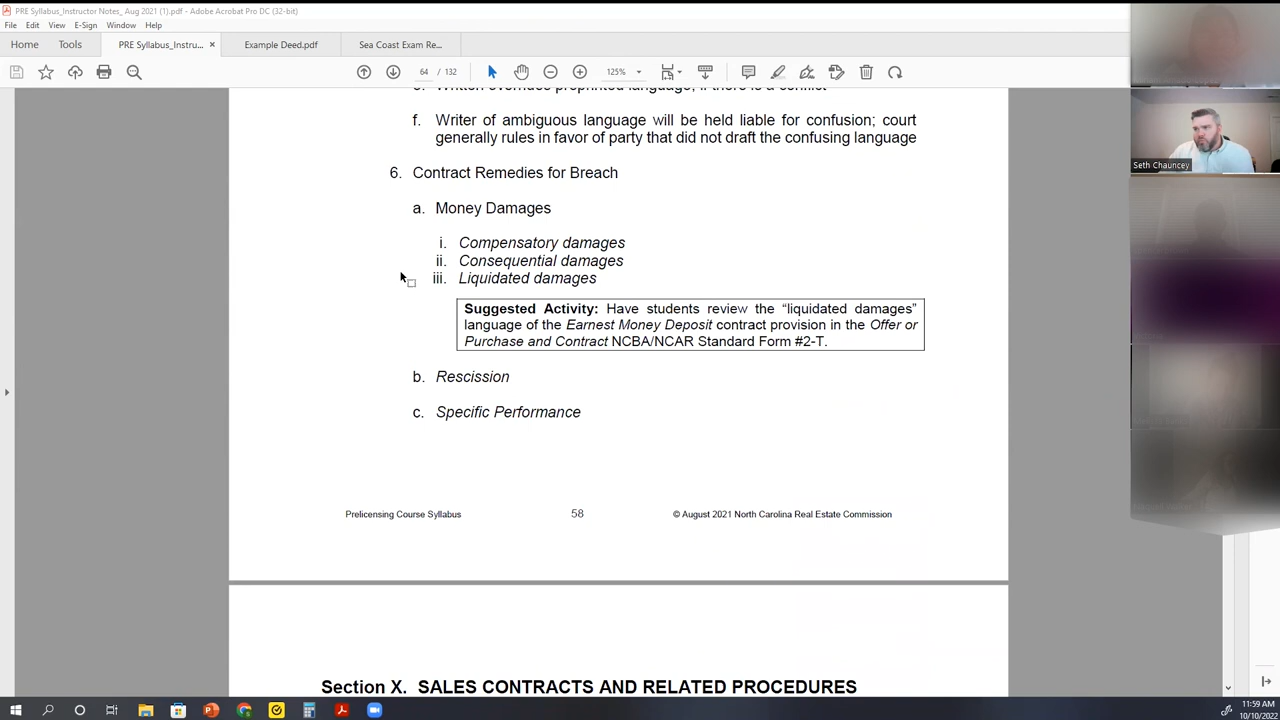 PRE Syllabus_Instructor Notes_ Aug 2021 (1).pdf - Adobe Acrobat Pro DC (32-bit)
File Edit View E-Sign Window Help
Home Tools PRE Syllabus_Instru... × Example Deed.pdf Sea Coast Exam Re...
64 / 132 125%
e. Written overrides preprinted language, if there is a conflict
f. Writer of ambiguous language will be held liable for confusion; court
generally rules in favor of party that did not draft the confusing language
6. Contract Remedies for Breach
a. Money Damages
i. Compensatory damages
ii. Consequential damages
iii. Liquidated damages
Suggested Activity: Have students review the “liquidated damages”
language of the Earnest Money Deposit contract provision in the Offer or
Purchase and Contract NCBA/NCAR Standard Form #2-T.
b. Rescission
c. Specific Performance
Prelicensing Course Syllabus 58 © August 2021 North Carolina Real Estate Commission
Section X. SALES CONTRACTS AND RELATED PROCEDURES
Seth Chauncey
11:59 AM
10/10/2022